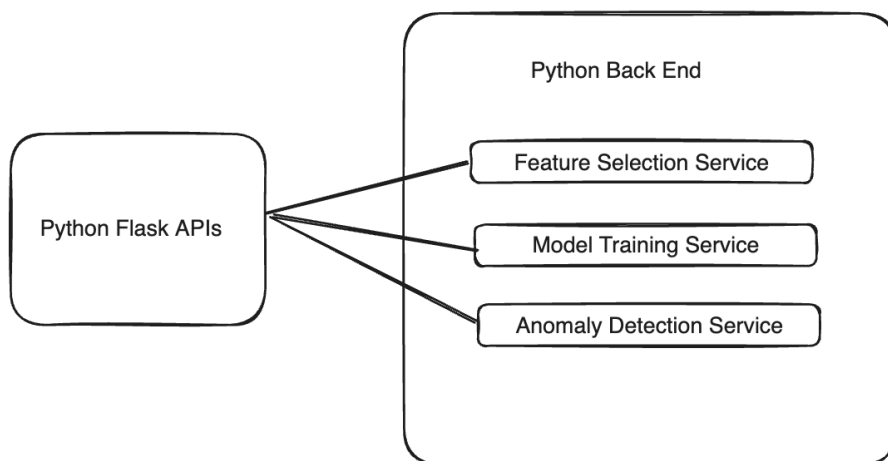 Python Back End
Feature Selection Service
Python Flask APIs
Model Training Service
Anomaly Detection Service